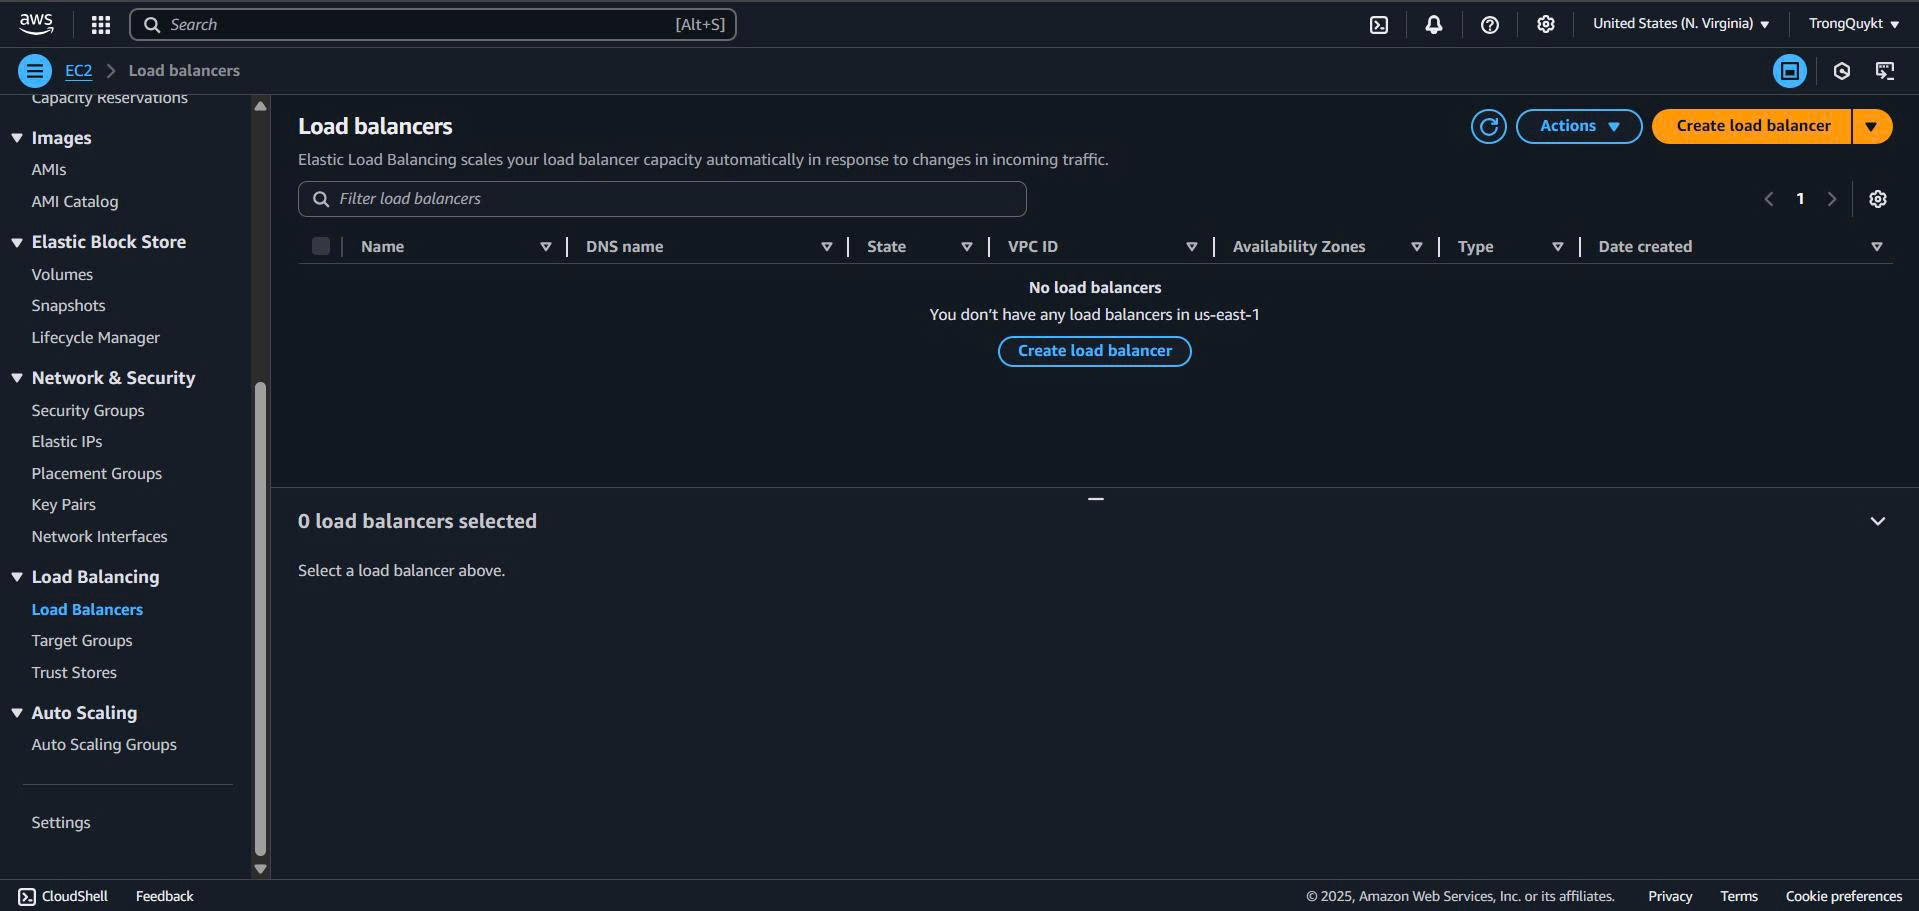 aws
Search [Alt+S]
United States (N. Virginia)
TrongQuykt
EC2 > Load balancers
Capacity Reservations
Images
AMIs
AMI Catalog
Elastic Block Store
Volumes
Snapshots
Lifecycle Manager
Network & Security
Security Groups
Elastic IPs
Placement Groups
Key Pairs
Network Interfaces
Load Balancing
Load Balancers
Target Groups
Trust Stores
Auto Scaling
Auto Scaling Groups
Settings
Load balancers
Actions
Create load balancer
Elastic Load Balancing scales your load balancer capacity automatically in response to changes in incoming traffic.
Filter load balancers
1
Name DNS name State VPC ID Availability Zones Type Date created
No load balancers
You don't have any load balancers in us-east-1
Create load balancer
0 load balancers selected
Select a load balancer above.
CloudShell Feedback © 2025, Amazon Web Services, Inc. or its affiliates. Privacy Terms Cookie preferences